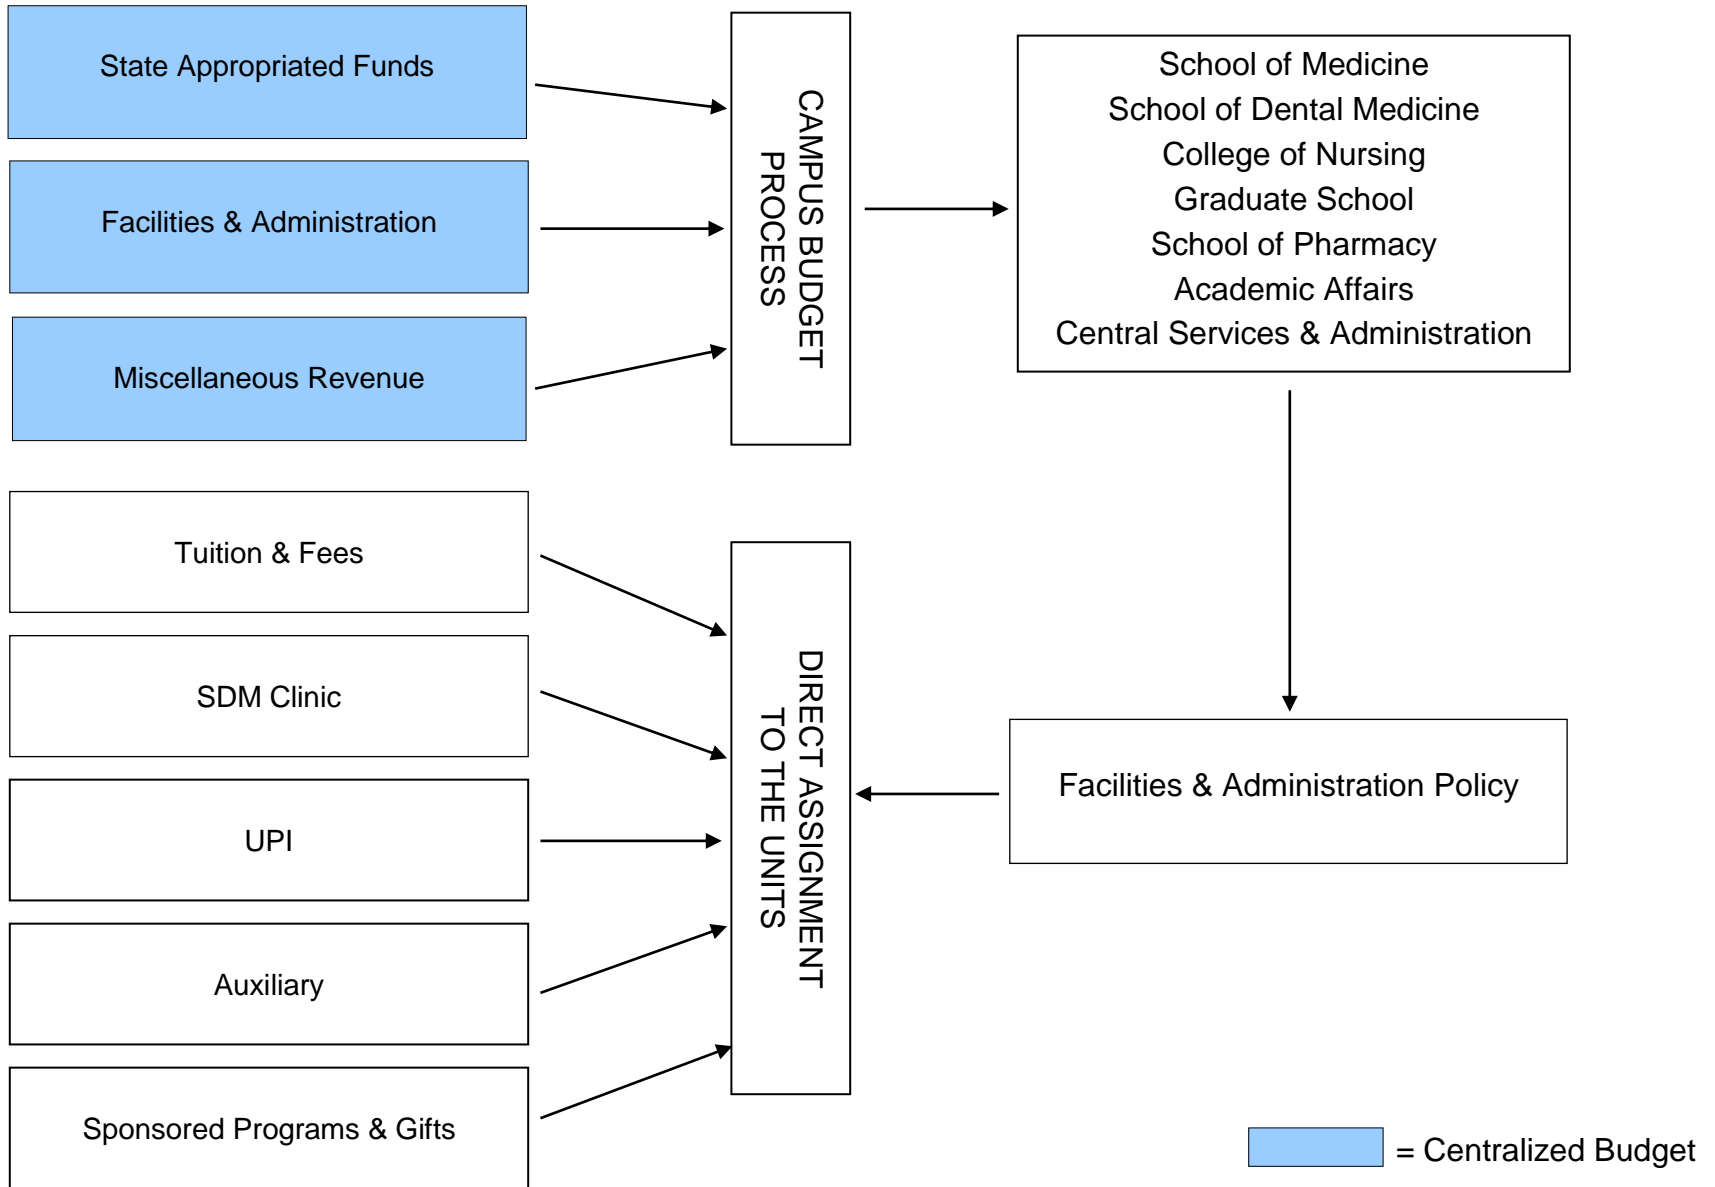 State Appropriated Funds
Facilities & Administration
Miscellaneous Revenue
CAMPUS BUDGET
PROCESS
School of Medicine
School of Dental Medicine
College of Nursing
Graduate School
School of Pharmacy
Academic Affairs
Central Services & Administration
Tuition & Fees
SDM Clinic
UPI
Auxiliary
Sponsored Programs & Gifts
DIRECT ASSIGNMENT
TO THE UNITS
Facilities & Administration Policy
= Centralized Budget